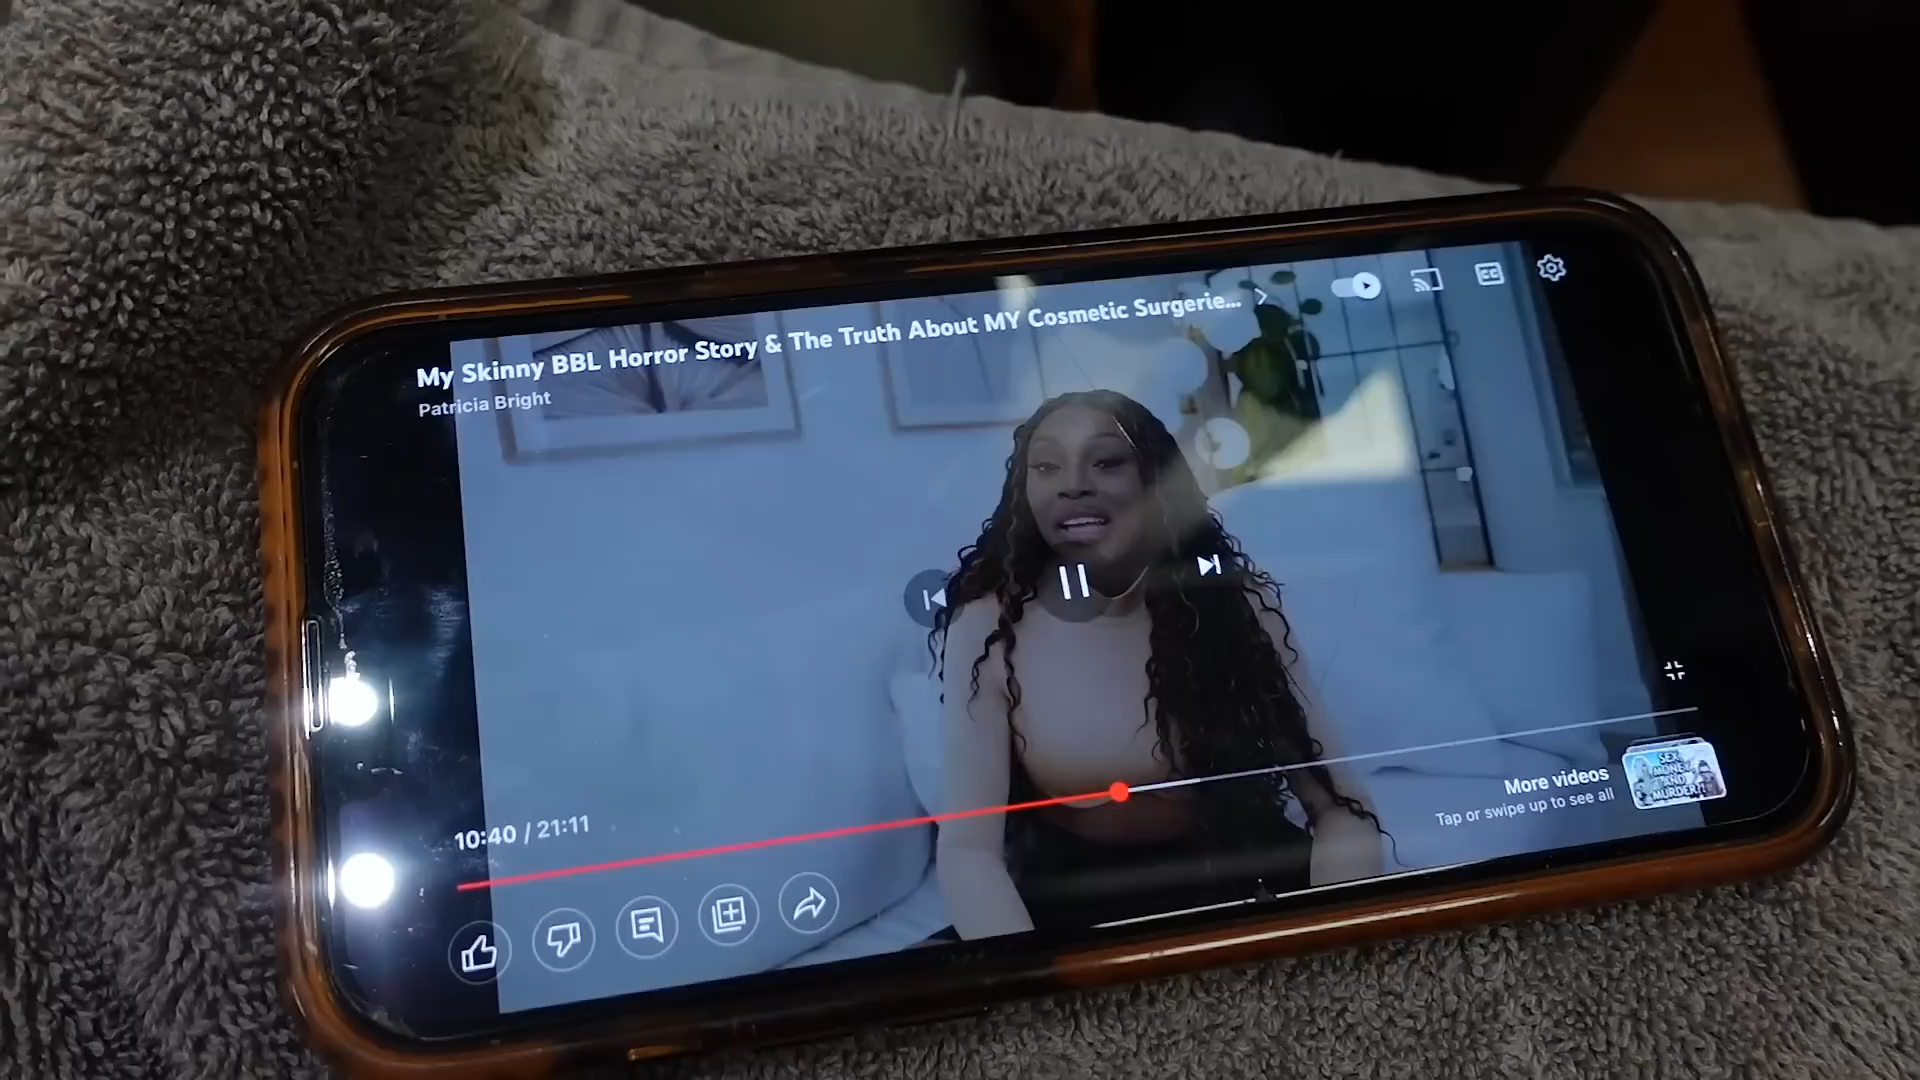 My Skinny BBL Horror Story & The Truth About MY Cosmetic Surgerie...
Patricia Bright
CC
10:40 / 21:11
More videos
Tap or swipe up to see all
SEX
MONEY
AND
MURDER?!